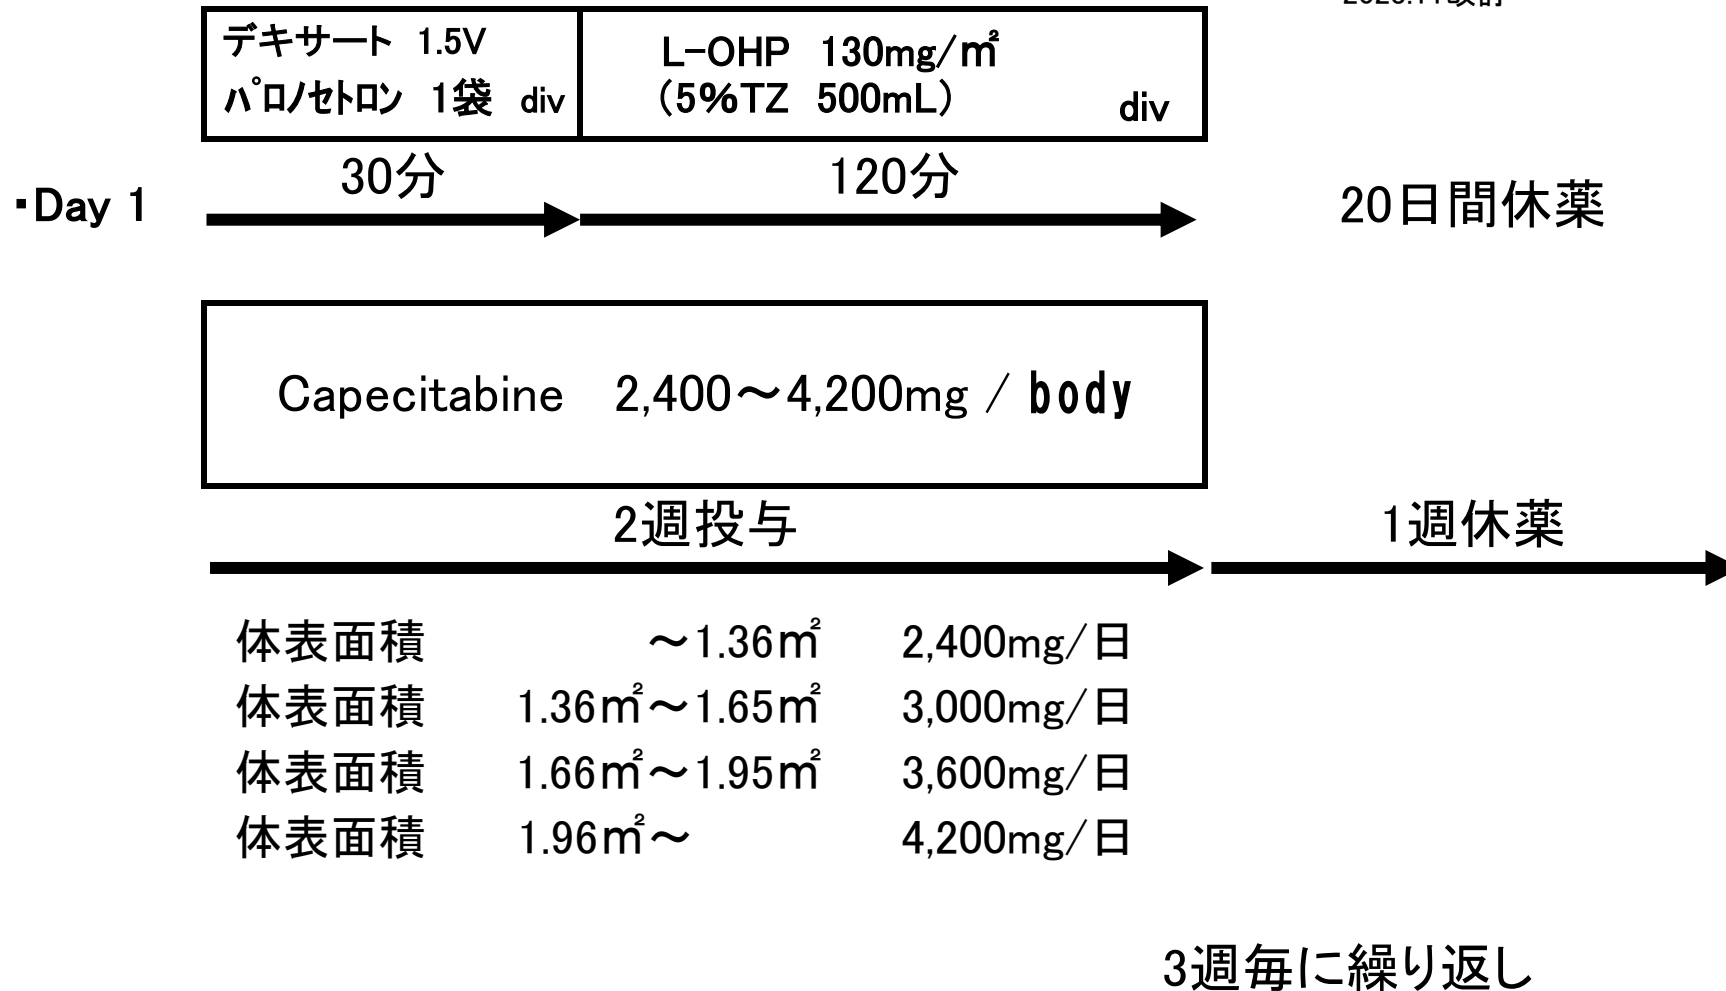 デキサート 1.5V
パロノセトロン 1袋 div
L-OHP 130mg/㎡
(5%TZ 500mL) div
30分 120分
・Day 1 20日間休薬
Capecitabine 2,400～4,200mg / body
2週投与 1週休薬
体表面積 ～1.36㎡ 2,400mg/日
体表面積 1.36㎡～1.65㎡ 3,000mg/日
体表面積 1.66㎡～1.95㎡ 3,600mg/日
体表面積 1.96㎡～ 4,200mg/日
3週毎に繰り返し